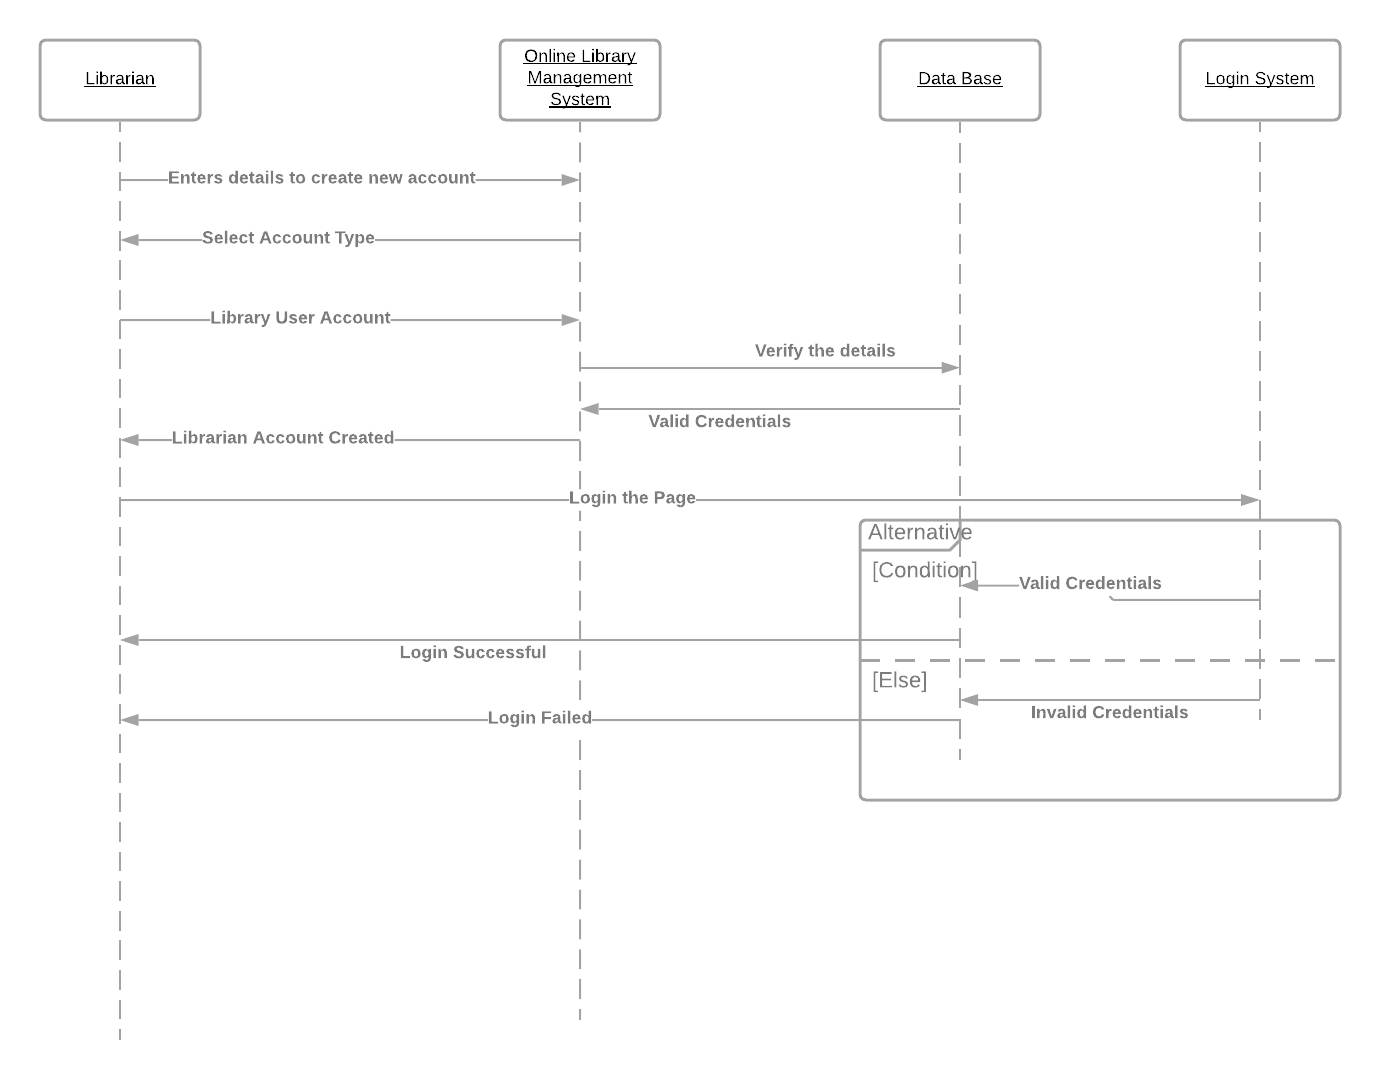 Librarian
Online Library
Management
System
Data Base
Login System
Enters details to create new account
Select Account Type
Library User Account
Verify the details
Valid Credentials
Librarian Account Created
Login the Page
Alternative
[Condition]
Valid Credentials
Login Successful
[Else]
Invalid Credentials
Login Failed